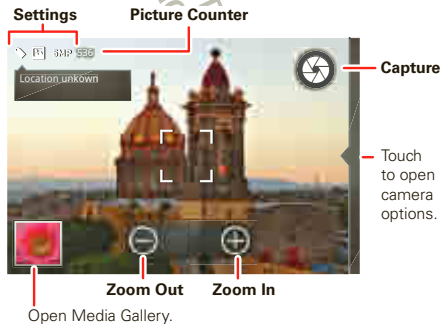 Settings
Picture Counter
5MP 536
Location unkown
Capture
Touch
to open
camera
options.
Zoom Out
Zoom In
Open Media Gallery.